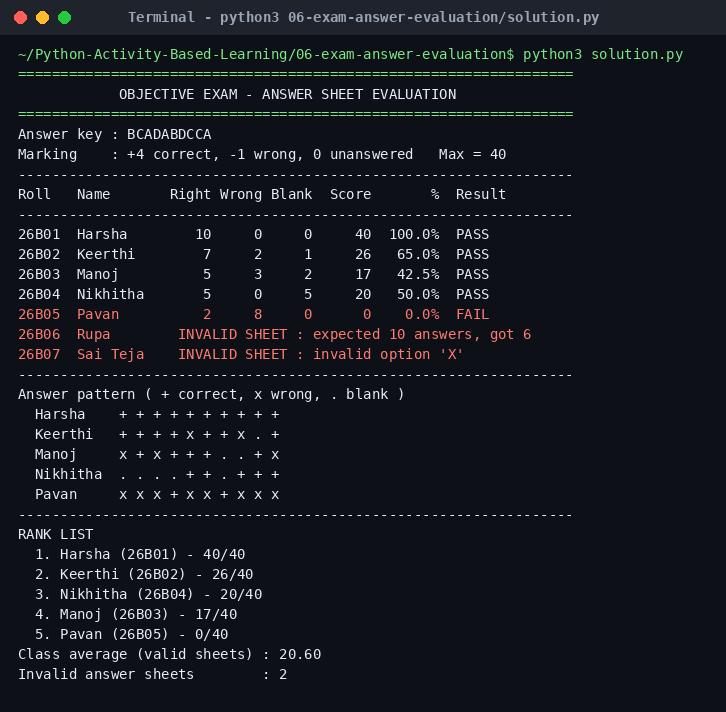 Terminal - python3 06-exam-answer-evaluation/solution.py
~/Python-Activity-Based-Learning/06-exam-answer-evaluation$ python3 solution.py
==================================================================
            OBJECTIVE EXAM - ANSWER SHEET EVALUATION
==================================================================
Answer key : BCADABDCCA
Marking    : +4 correct, -1 wrong, 0 unanswered   Max = 40
------------------------------------------------------------------
Roll   Name       Right Wrong Blank  Score       %  Result
------------------------------------------------------------------
26B01  Harsha        10     0     0     40  100.0%  PASS
26B02  Keerthi        7     2     1     26   65.0%  PASS
26B03  Manoj          5     3     2     17   42.5%  PASS
26B04  Nikhitha       5     0     5     20   50.0%  PASS
26B05  Pavan          2     8     0      0    0.0%  FAIL
26B06  Rupa        INVALID SHEET : expected 10 answers, got 6
26B07  Sai Teja    INVALID SHEET : invalid option 'X'
------------------------------------------------------------------
Answer pattern ( + correct, x wrong, . blank )
  Harsha    + + + + + + + + + +
  Keerthi   + + + + x + + x . +
  Manoj     x + x + + + . . + x
  Nikhitha  . . . . + + . + + +
  Pavan     x x x + x x + x x x
------------------------------------------------------------------
RANK LIST
  1. Harsha (26B01) - 40/40
  2. Keerthi (26B02) - 26/40
  3. Nikhitha (26B04) - 20/40
  4. Manoj (26B03) - 17/40
  5. Pavan (26B05) - 0/40
Class average (valid sheets) : 20.60
Invalid answer sheets        : 2